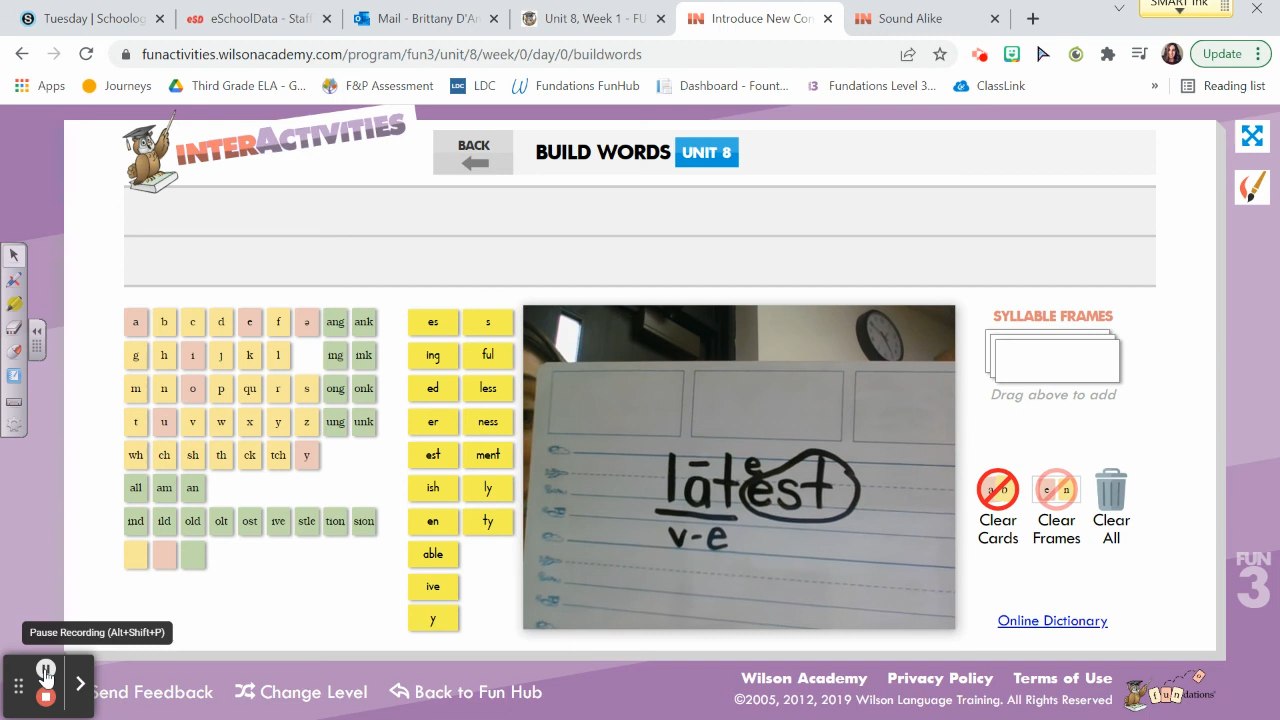 Tuesday | Schoolog
eSchoolData - Staff
Mail - Brittany D'An
Unit 8, Week 1 - FU
Introduce New Con
Sound Alike
SMART Ink
funactivities.wilsonacademy.com/program/fun3/unit/8/week/0/day/0/buildwords
Update
Apps
Journeys
Third Grade ELA - G...
F&P Assessment
LDC
LDC
Fundations FunHub
Dashboard - Fount...
Fundations Level 3...
ClassLink
»
Reading list
INTERACTIVITIES
BACK
BUILD WORDS UNIT 8
a b c d e f ə ang ank
g h i j k l ing ink
m n o p qu r s ong onk
t u v w x y z ung unk
wh ch sh th ck tch y
all am an
ind ild old olt ost ive stle tion sion
es s
ing ful
ed less
er ness
est ment
ish ly
en ty
able
ive
y
e
lātest
v-e
SYLLABLE FRAMES
Drag above to add
a b
e n
Clear Cards
Clear Frames
Clear All
Online Dictionary
FUN 3
Pause Recording (Alt+Shift+P)
Send Feedback
Change Level
Back to Fun Hub
Wilson Academy Privacy Policy Terms of Use
©2005, 2012, 2019 Wilson Language Training. All Rights Reserved
fundations